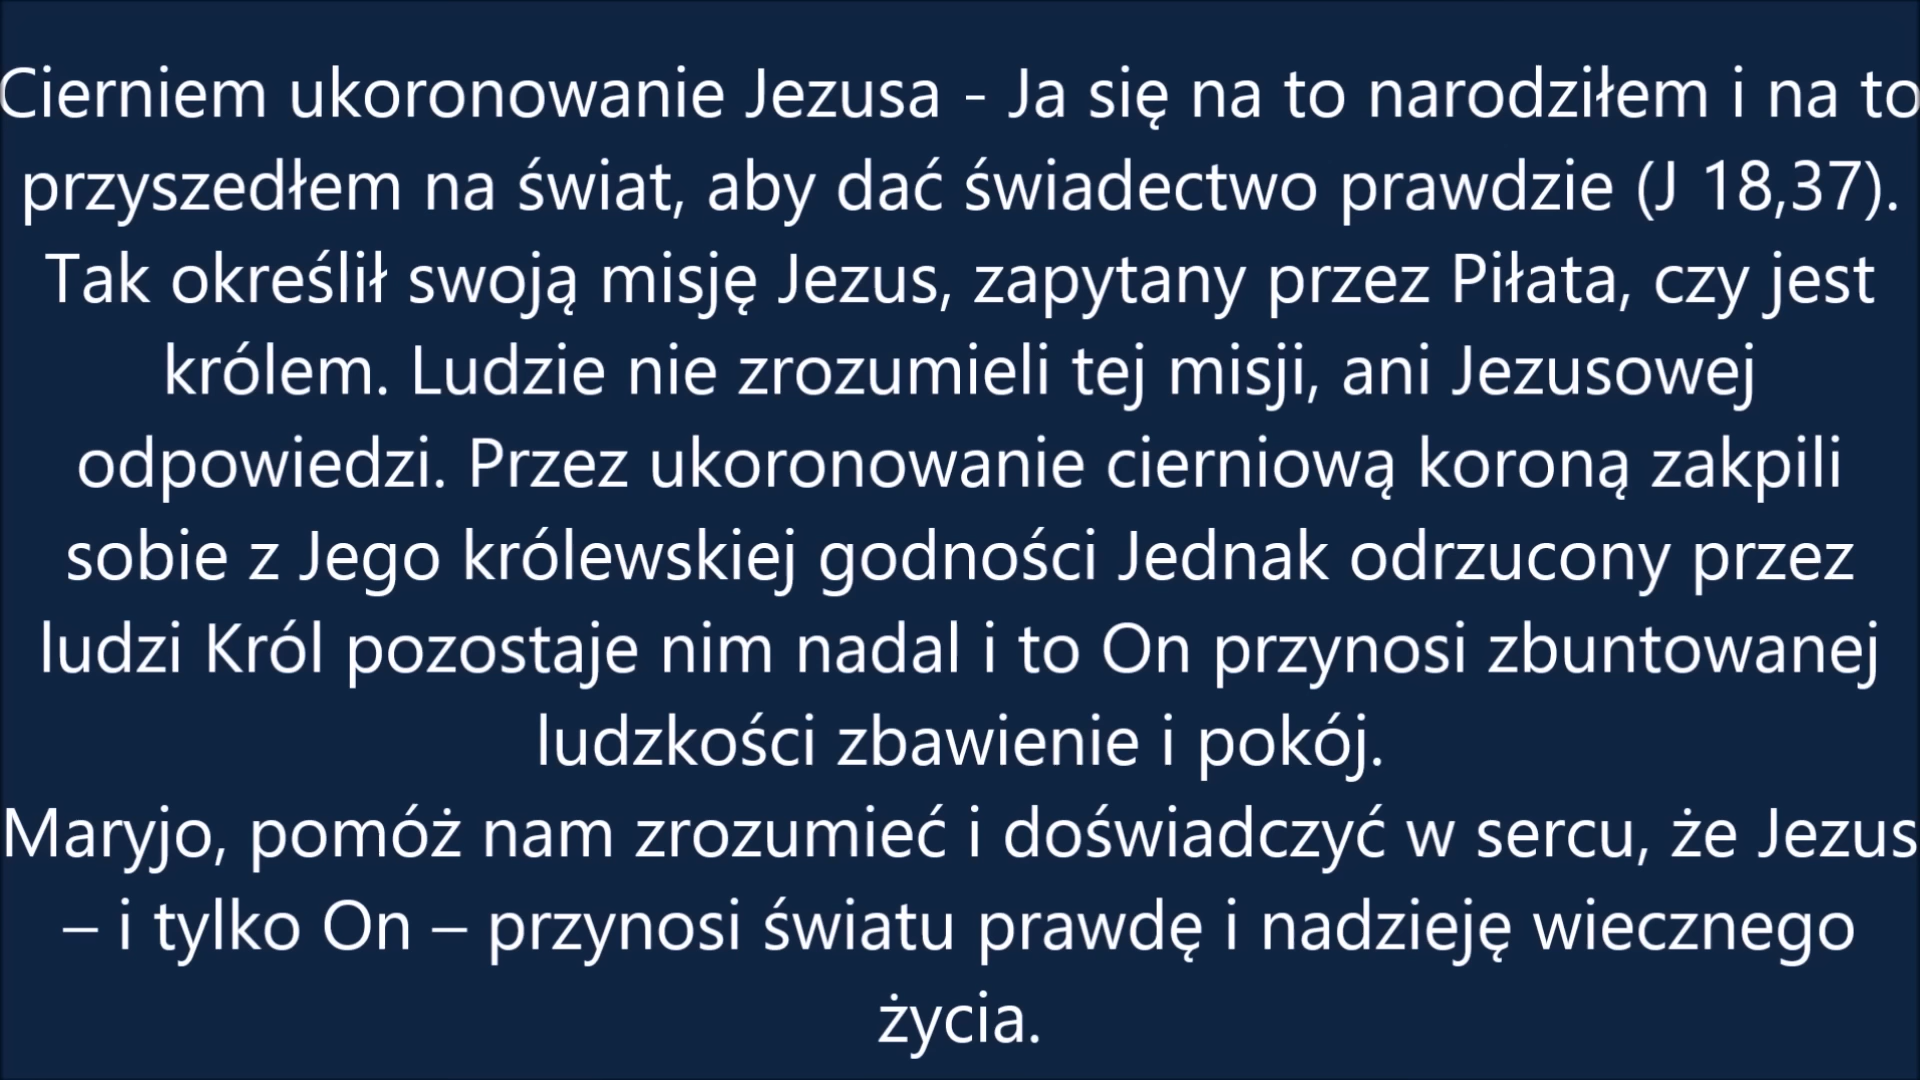 Cierniem ukoronowanie Jezusa - Ja się na to narodziłem i na to
przyszedłem na świat, aby dać świadectwo prawdzie (J 18,37).
Tak określił swoją misję Jezus, zapytany przez Piłata, czy jest
królem. Ludzie nie zrozumieli tej misji, ani Jezusowej
odpowiedzi. Przez ukoronowanie cierniową koroną zakpili
sobie z Jego królewskiej godności Jednak odrzucony przez
ludzi Król pozostaje nim nadal i to On przynosi zbuntowanej
ludzkości zbawienie i pokój.
Maryjo, pomóż nam zrozumieć i doświadczyć w sercu, że Jezus
– i tylko On – przynosi światu prawdę i nadzieję wiecznego
życia.